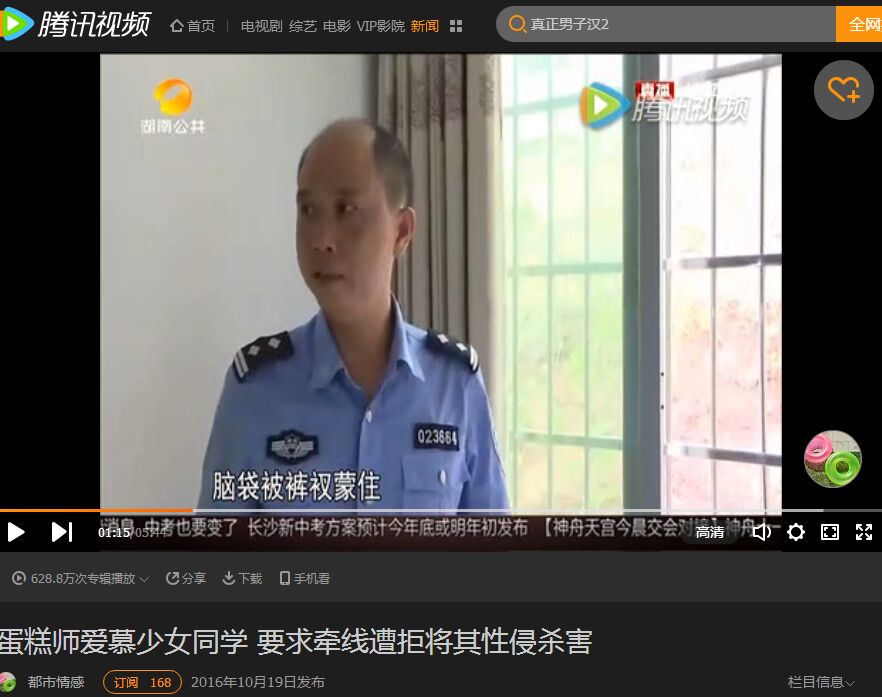 腾讯视频 首页 电视剧 综艺 电影 VIP影院 新闻 真正男子汉2 全网
湖南公共
腾讯视频
023664
脑袋被裤衩蒙住
消息 中考也要变了 长沙新中考方案预计今年底或明年初发布 【神舟天宫今晨交会对接
01:15/05:44 高清
628.8万次专辑播放 分享 下载 手机看
蛋糕师爱慕少女同学 要求牵线遭拒将其性侵杀害
都市情感 订阅 168 2016年10月19日发布 栏目信息